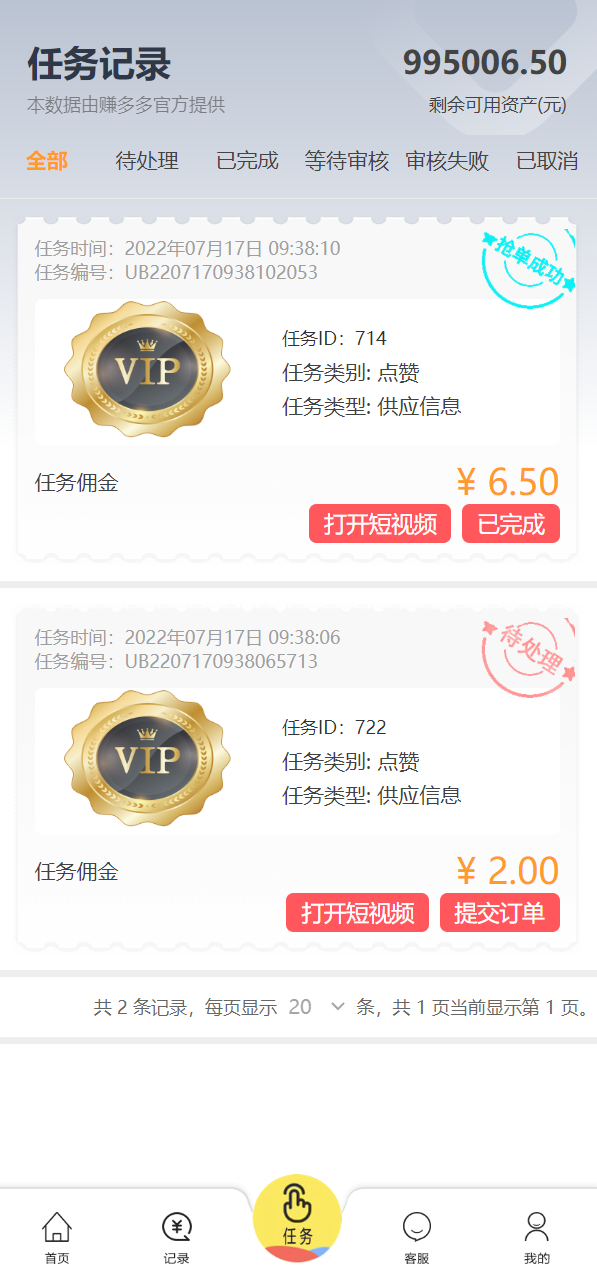 任务记录
995006.50
本数据由赚多多官方提供
剩余可用资产(元)
全部 待处理 已完成 等待审核 审核失败 已取消
任务时间：2022年07月17日 09:38:10
任务编号：UB2207170938102053
抢单成功
VIP
任务ID：714
任务类别: 点赞
任务类型: 供应信息
任务佣金
¥ 6.50
打开短视频 已完成
任务时间：2022年07月17日 09:38:06
任务编号：UB2207170938065713
待处理
VIP
任务ID：722
任务类别: 点赞
任务类型: 供应信息
任务佣金
¥ 2.00
打开短视频 提交订单
共 2 条记录，每页显示 20 条，共 1 页当前显示第 1 页。
首页 记录 任务 客服 我的